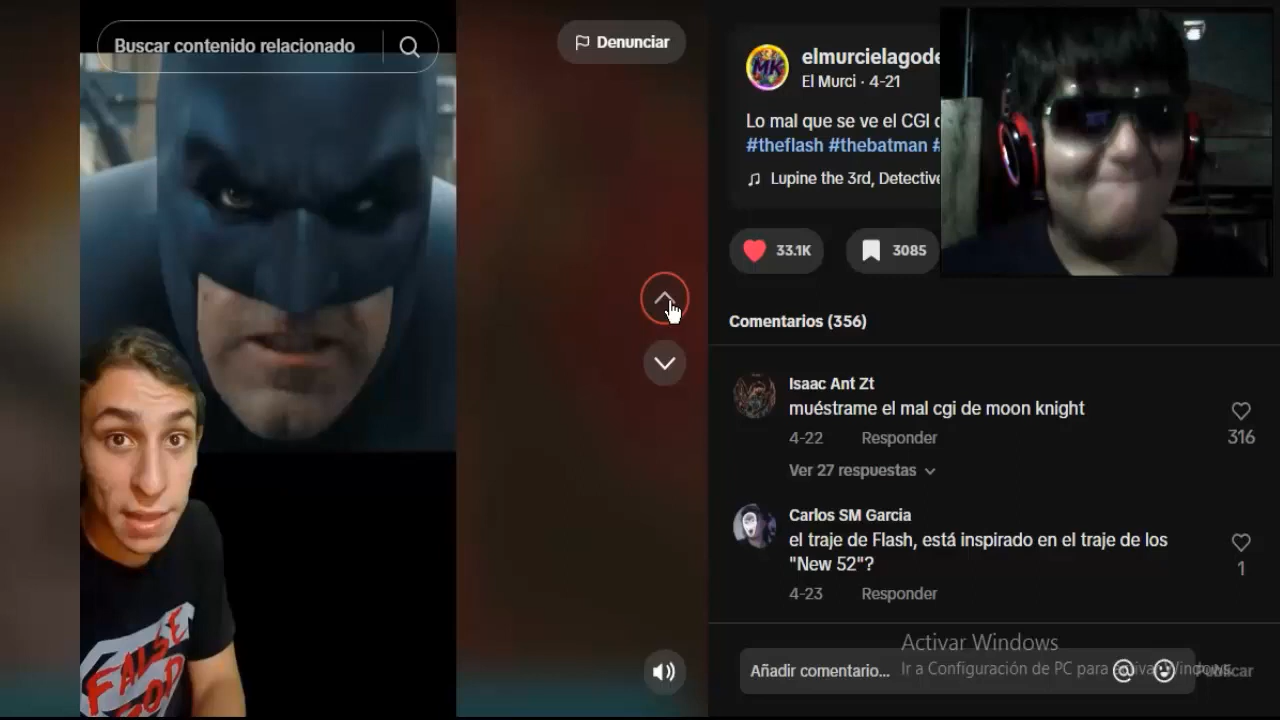 Buscar contenido relacionado
Denunciar
MK
elmurcielagode
El Murci · 4-21
Lo mal que se ve el CGI
#theflash #thebatman #
Lupine the 3rd, Detective
33.1K
3085
Comentarios (356)
Isaac Ant Zt
muéstrame el mal cgi de moon knight
4-22 Responder
316
Ver 27 respuestas
Carlos SM Garcia
el traje de Flash, está inspirado en el traje de los
"New 52"?
1
4-23 Responder
FALSE
GOD
Activar Windows
Ir a Configuración de PC para activar Windows.
Añadir comentario...
Publicar